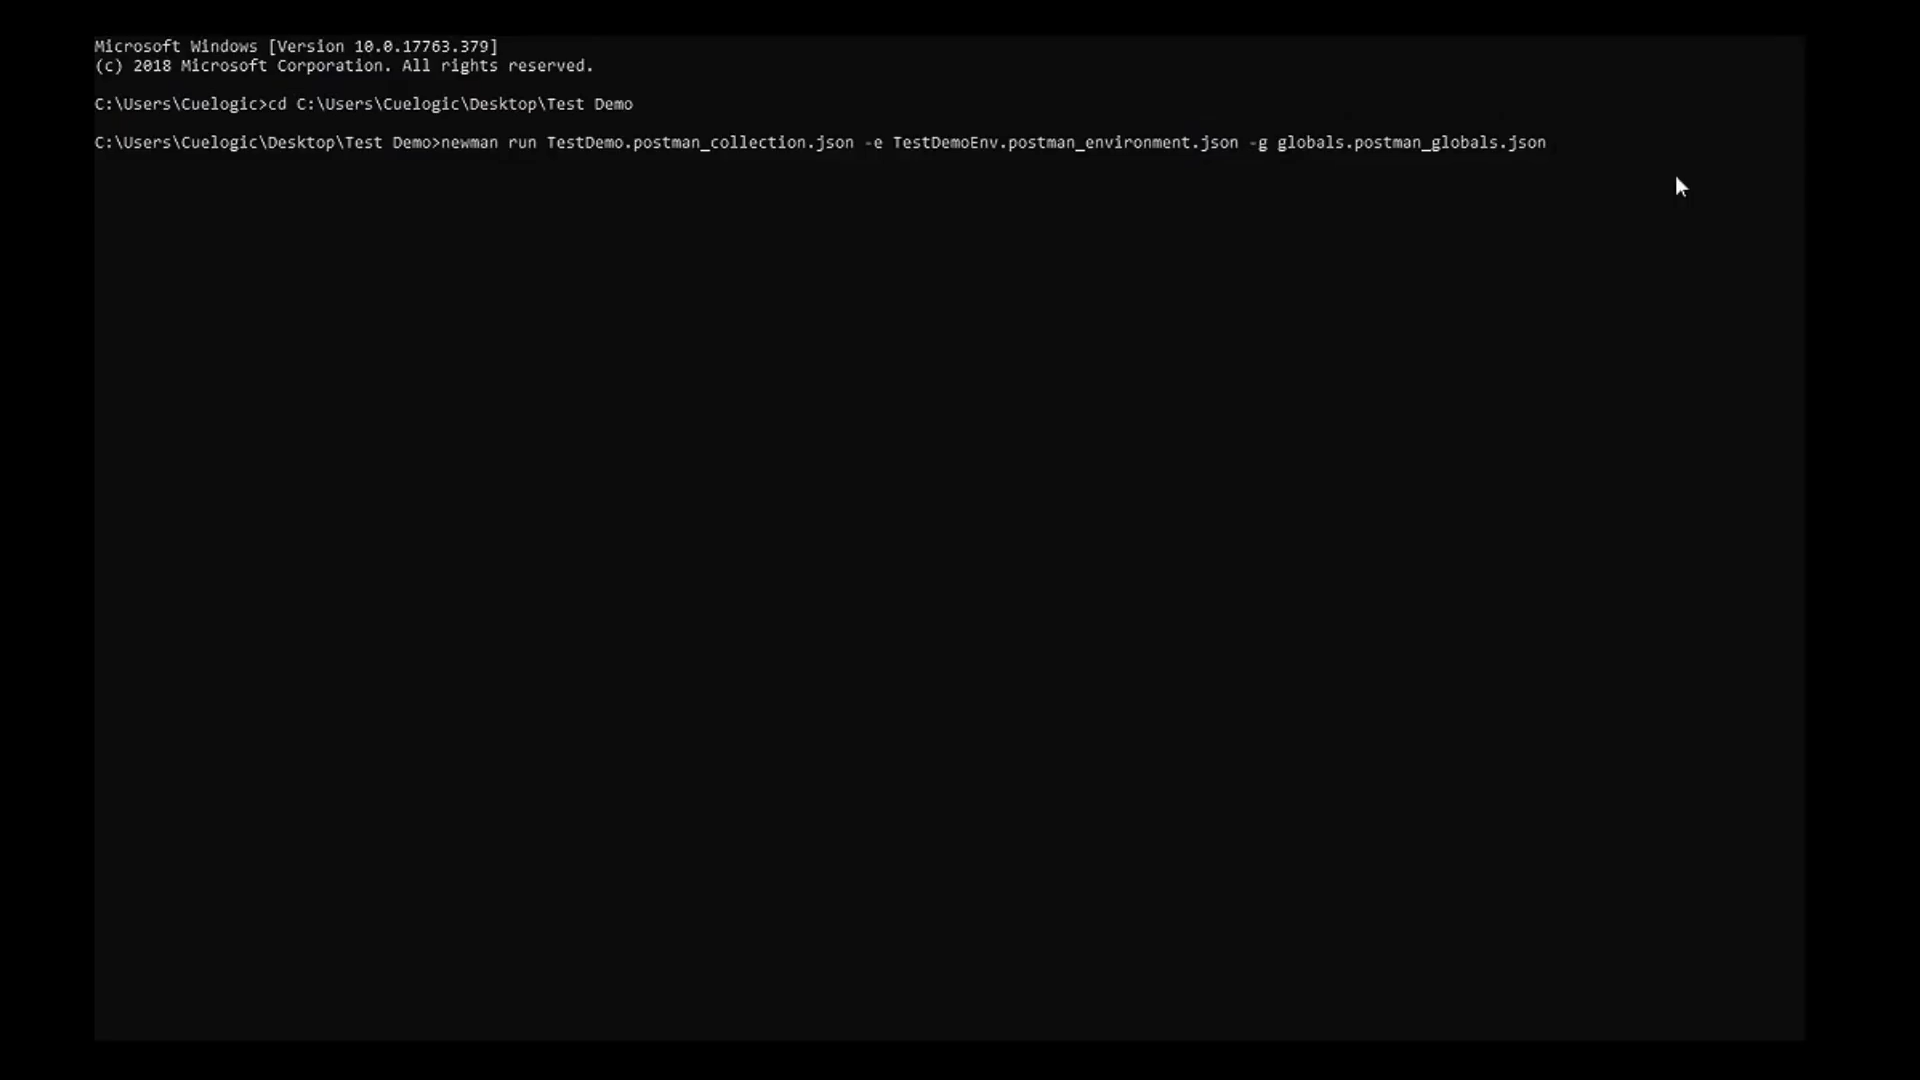 Microsoft Windows [Version 10.0.17763.379]
(c) 2018 Microsoft Corporation. All rights reserved.
C:\Users\Cuelogic>cd C:\Users\Cuelogic\Desktop\Test Demo
C:\Users\Cuelogic\Desktop\Test Demo>newman run TestDemo.postman_collection.json -e TestDemoEnv.postman_environment.json -g globals.postman_globals.json